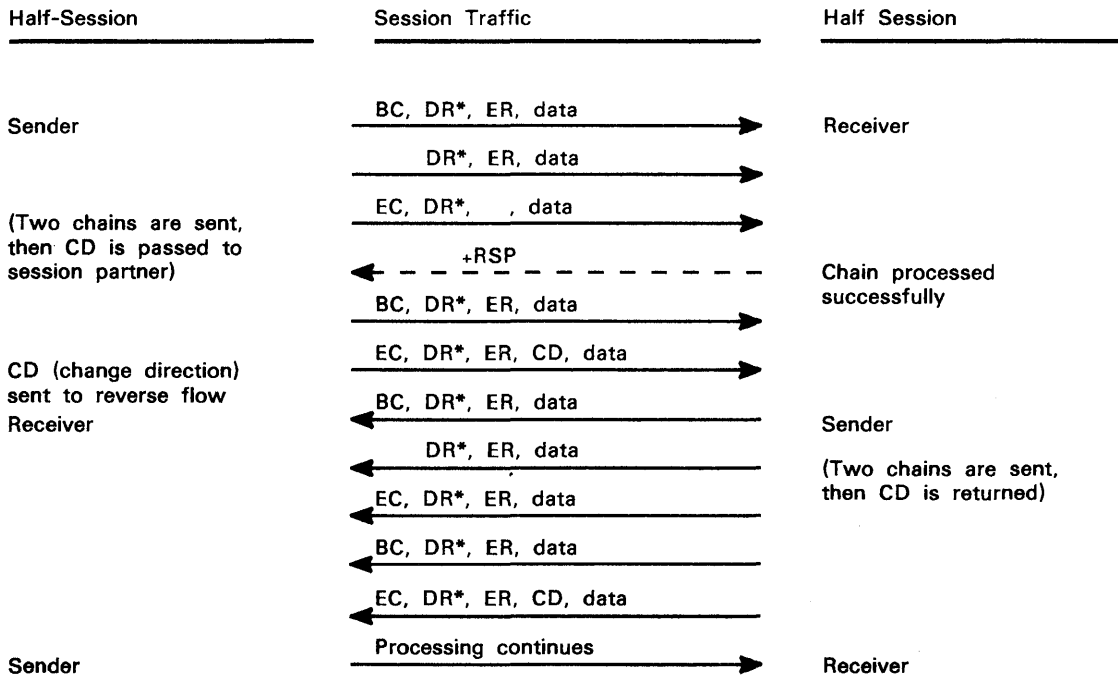 Half-Session Session Traffic Half Session
BC, DR*, ER, data
Sender Receiver
DR*, ER, data
EC, DR*, , data
(Two chains are sent,
then CD is passed to
session partner)
+RSP
Chain processed
successfully
BC, DR*, ER, data
EC, DR*, ER, CD, data
CD (change direction)
sent to reverse flow
BC, DR*, ER, data
Receiver Sender
DR*, ER, data
(Two chains are sent,
then CD is returned)
EC, DR*, ER, data
BC, DR*, ER, data
EC, DR*, ER, CD, data
Processing continues
Sender Receiver